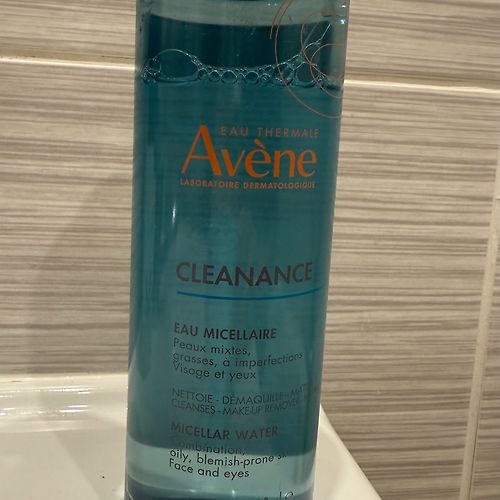 EAU THERMALE
Avène
LABORATOIRE DERMATOLOGIQUE
CLEANANCE
EAU MICELLAIRE
Peaux mixtes,
grasses, à imperfections
Visage et yeux
NETTOIE - DÉMAQUILLE -
CLEANSES - MAKE-UP REMOVER
MICELLAR WATER
Combination,
oily, blemish-prone
Face and eyes